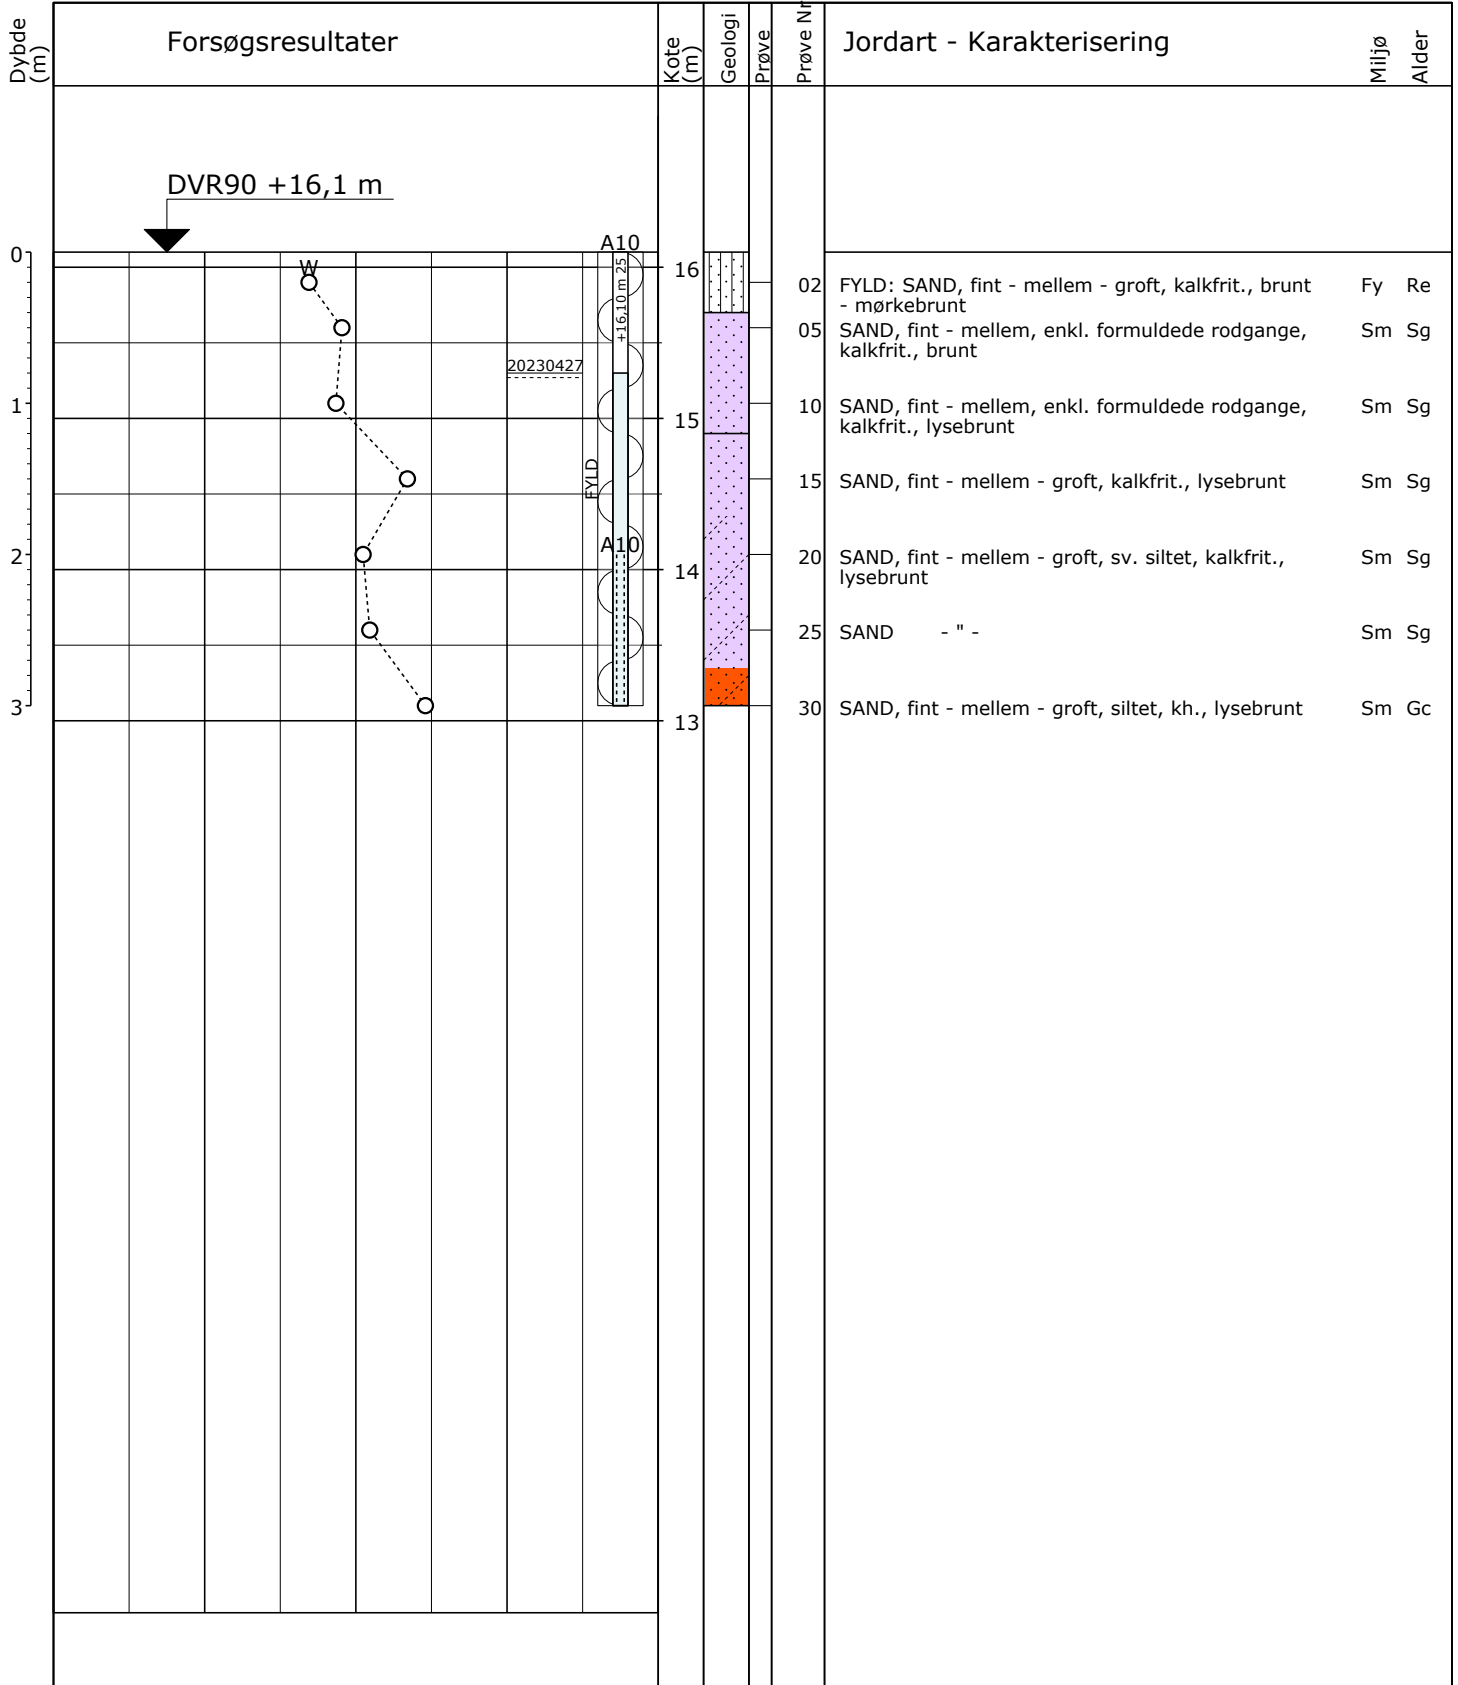 Dybde
(m)
Forsøgsresultater
Kote
(m)
Geologi
Prøve
Prøve Nr
Jordart - Karakterisering
Miljø
Alder
DVR90 +16,1 m
0
1
2
3
W
20230427
FYLD
A10
+16,10 m 25
A10
16
15
14
13
02 FYLD: SAND, fint - mellem - groft, kalkfrit., brunt Fy Re
- mørkebrunt
05 SAND, fint - mellem, enkl. formuldede rodgange, Sm Sg
kalkfrit., brunt
10 SAND, fint - mellem, enkl. formuldede rodgange, Sm Sg
kalkfrit., lysebrunt
15 SAND, fint - mellem - groft, kalkfrit., lysebrunt Sm Sg
20 SAND, fint - mellem - groft, sv. siltet, kalkfrit., Sm Sg
lysebrunt
25 SAND - " - Sm Sg
30 SAND, fint - mellem - groft, siltet, kh., lysebrunt Sm Gc